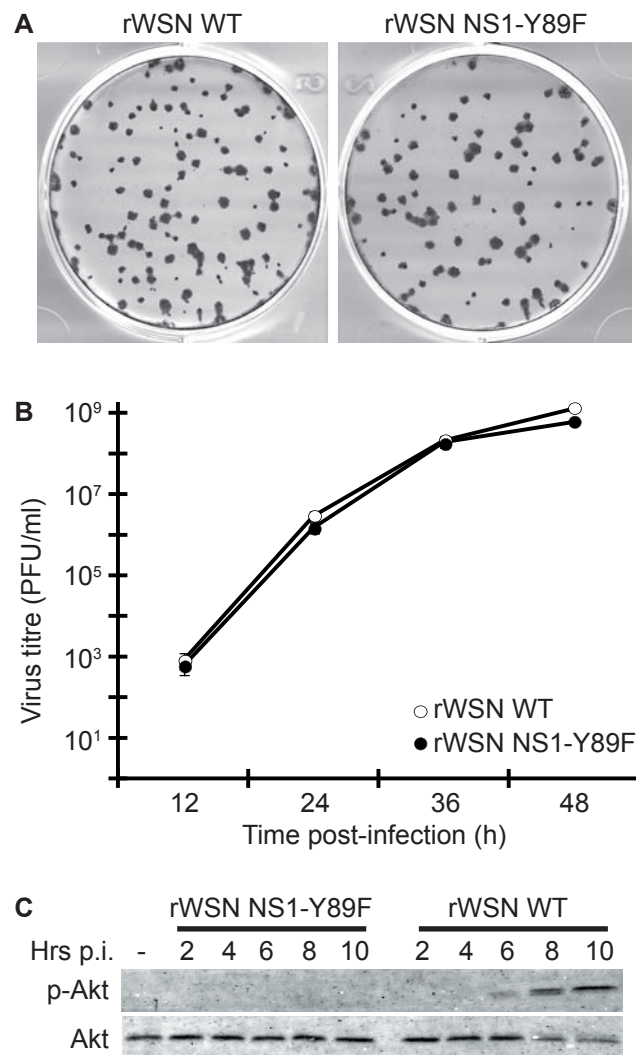 A
rWSN WT
rWSN NS1-Y89F
B
Virus titre (PFU/ml)
10⁹
10⁷
10⁵
10³
10¹
rWSN WT
rWSN NS1-Y89F
12 24 36 48
Time post-infection (h)
C
rWSN NS1-Y89F rWSN WT
Hrs p.i. - 2 4 6 8 10 2 4 6 8 10
p-Akt
Akt